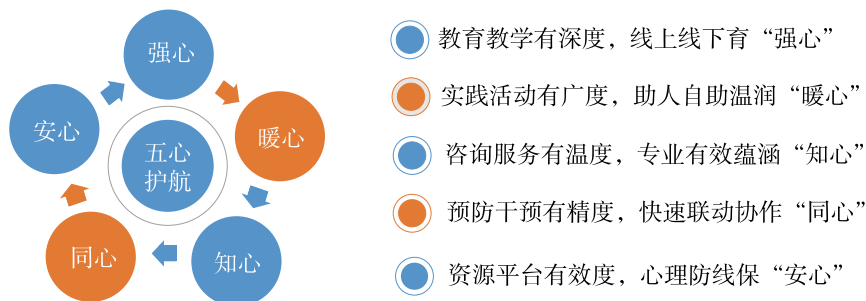 强心
暖心
知心
同心
安心
五心
护航
教育教学有深度，线上线下育“强心”
实践活动有广度，助人自助温润“暖心”
咨询服务有温度，专业有效蕴涵“知心”
预防干预有精度，快速联动协作“同心”
资源平台有效度，心理防线保“安心”